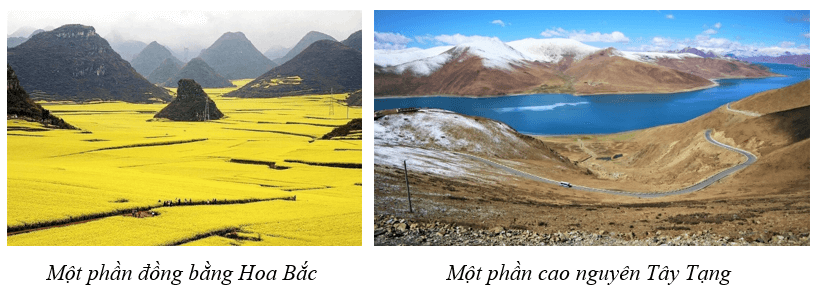 Một phần đồng bằng Hoa Bắc
Một phần cao nguyên Tây Tạng